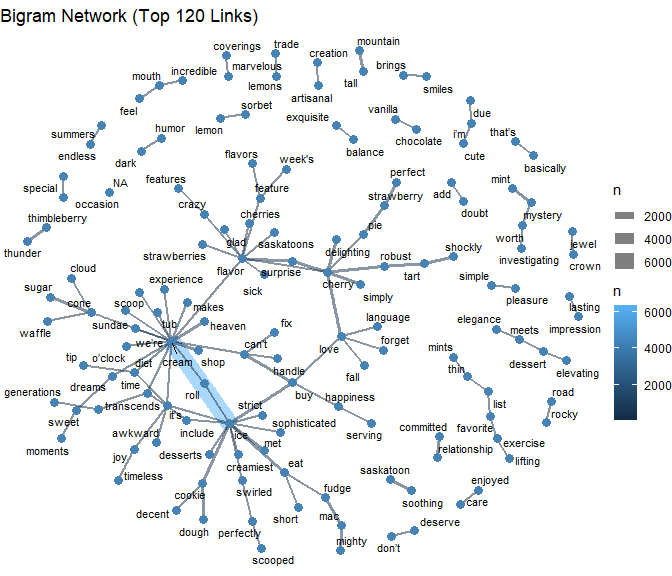 Bigram Network (Top 120 Links)
mountain
coverings
trade
creation
brings
incredible
marvelous
mouth
tall
lemons
smiles
artisanal
feel
sorbet
vanilla
due
exquisite
humor
summers
lemon
chocolate
i'm
that's
endless
dark
balance
cute
basically
flavors
week's
perfect
special
NA
features
feature
strawberry
add
mint
occasion
crazy
cherries
doubt
mystery
thimbleberry
pie
glad
saskatoons
delighting
worth
jewel
thunder
strawberries
robust
shockly
investigating
flavor
surprise
crown
cloud
experience
sick
cherry
tart
simple
sugar
simply
pleasure
lasting
cone
scoop
makes
tub
heaven
language
elegance
impression
sundae
fix
waffle
we're
can't
meets
love
forget
tip
o'clock
cream
shop
mints
dessert
diet
handle
fall
thin
elevating
dreams
time
roll
buy
generations
transcends
strict
happiness
list
road
sweet
it's
include
sophisticated
favorite
rocky
awkward
ice
serving
committed
moments
met
exercise
joy
desserts
creamiest
relationship
lifting
eat
timeless
saskatoon
enjoyed
cookie
swirled
fudge
soothing
care
decent
short
mac
dough
perfectly
deserve
mighty
don't
scooped
n
2000
4000
6000
n
6000
4000
2000